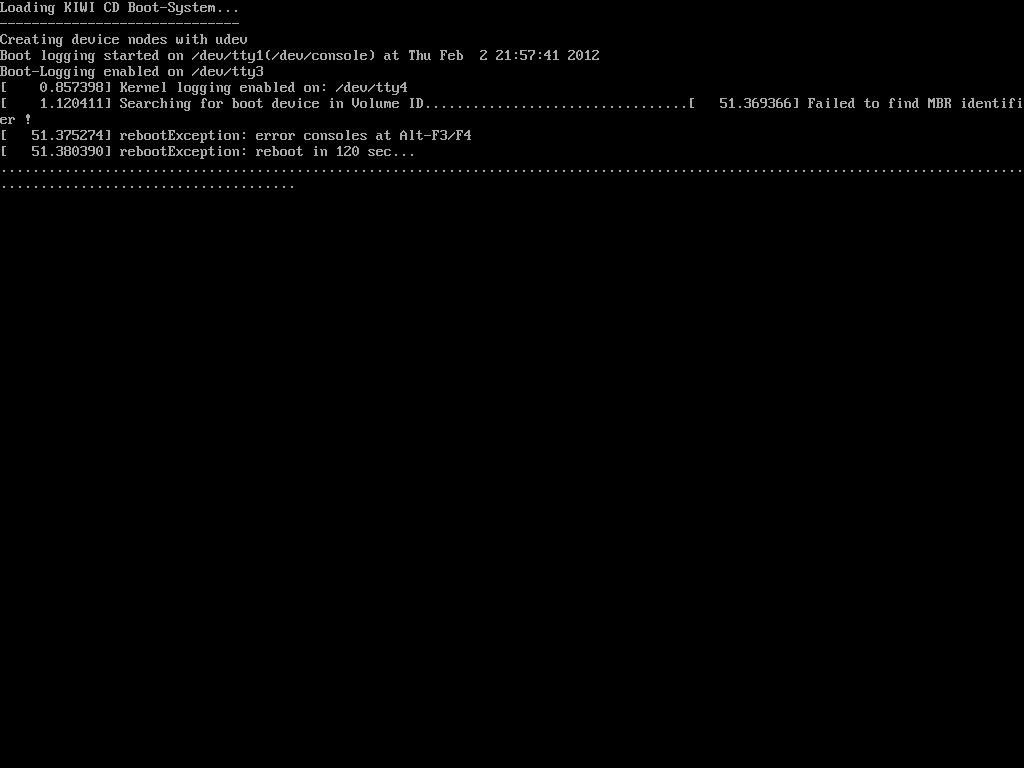 Loading KIWI CD Boot-System...
------------------------------
Creating device nodes with udev
Boot logging started on /dev/tty1(/dev/console) at Thu Feb  2 21:57:41 2012
Boot-Logging enabled on /dev/tty3
[    0.857398] Kernel logging enabled on: /dev/tty4
[    1.120411] Searching for boot device in Volume ID.................................[   51.369366] Failed to find MBR identifi
er !
[   51.375274] rebootException: error consoles at Alt-F3/F4
[   51.380390] rebootException: reboot in 120 sec...
................................................................................................................................
.....................................